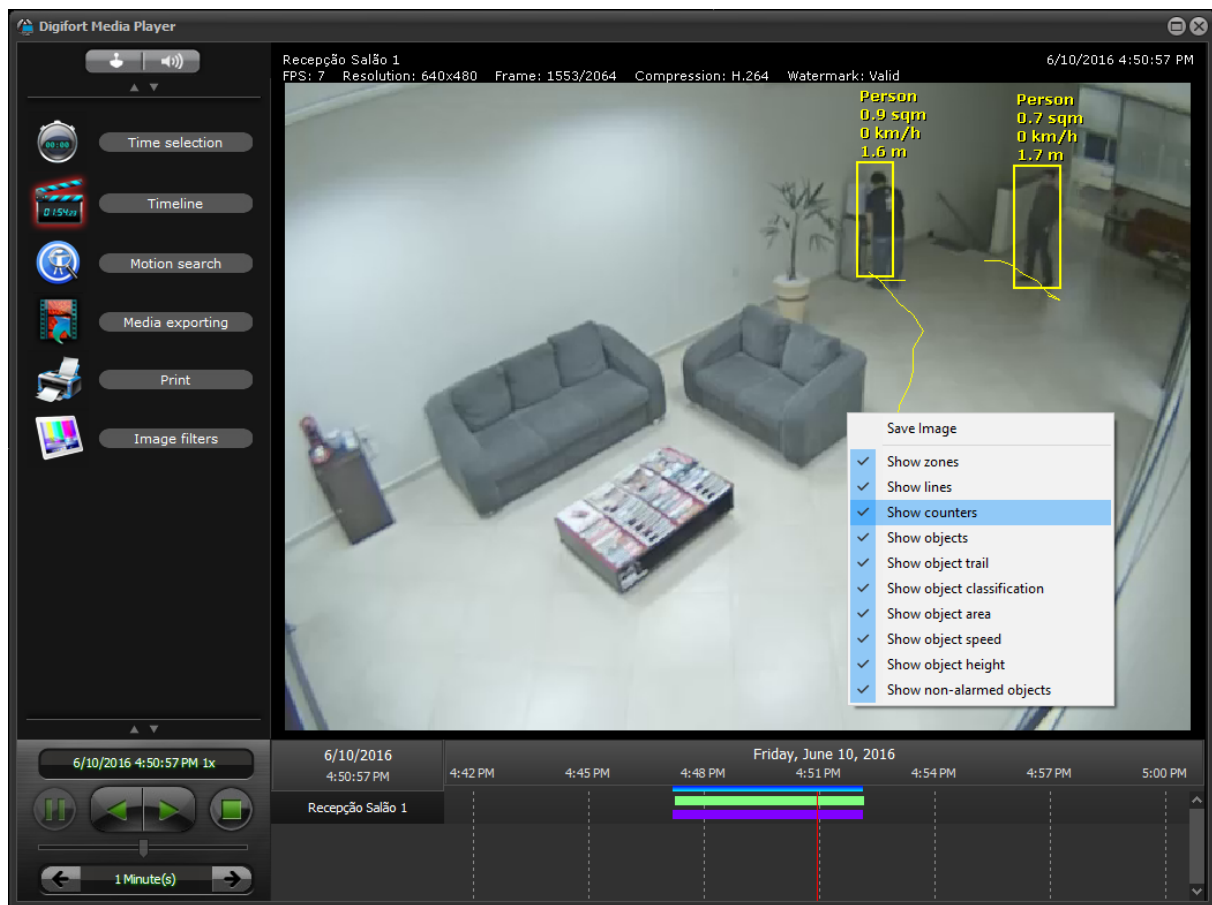 Digifort Media Player
Recepção Salão 1
6/10/2016 4:50:57 PM
FPS: 7 Resolution: 640x480 Frame: 1553/2064 Compression: H.264 Watermark: Valid
Person
0.9 sqm
0 km/h
1.6 m
Person
0.7 sqm
0 km/h
1.7 m
00:00
Time selection
Timeline
Motion search
Media exporting
Print
Image filters
Save Image
Show zones
Show lines
Show counters
Show objects
Show object trail
Show object classification
Show object area
Show object speed
Show object height
Show non-alarmed objects
6/10/2016 4:50:57 PM 1x
1 Minute(s)
6/10/2016
4:50:57 PM
Friday, June 10, 2016
4:42 PM 4:45 PM 4:48 PM 4:51 PM 4:54 PM 4:57 PM 5:00 PM
Recepção Salão 1